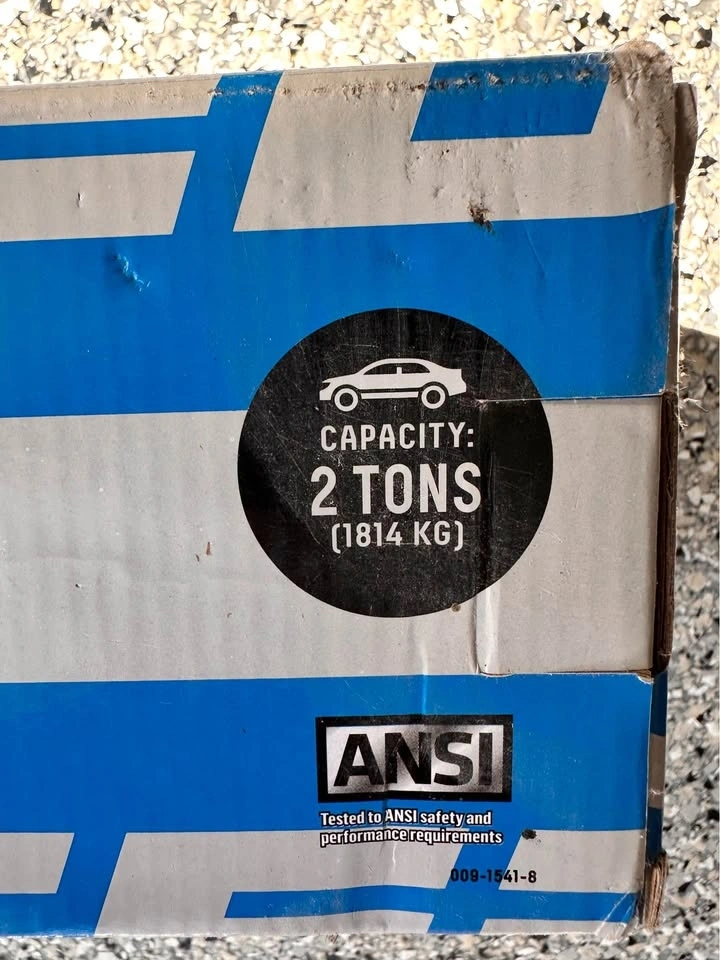 CAPACITY:
2 TONS
(1814 KG)
ANSI
Tested to ANSI safety and
performance requirements
009-1541-8